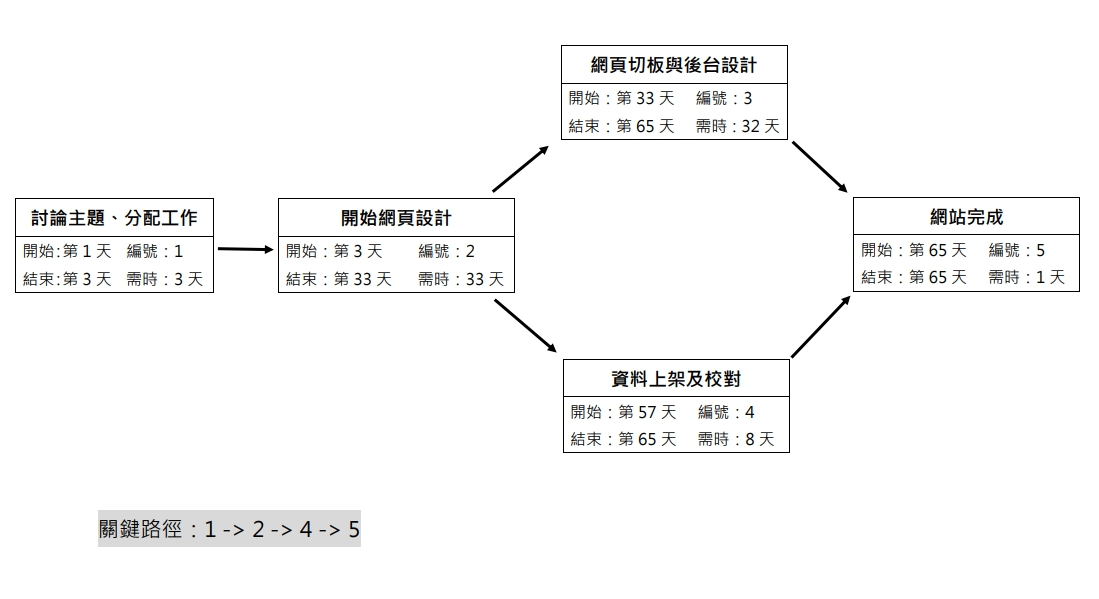 網頁切板與後台設計
開始：第 33 天 編號：3
結束：第 65 天 需時：32 天
討論主題、分配工作
開始:第 1 天 編號：1
結束:第 3 天 需時：3 天
開始網頁設計
開始：第 3 天 編號：2
結束：第 33 天 需時：33 天
網站完成
開始：第 65 天 編號：5
結束：第 65 天 需時：1 天
資料上架及校對
開始：第 57 天 編號：4
結束：第 65 天 需時：8 天
關鍵路徑：1 -> 2 -> 4 -> 5